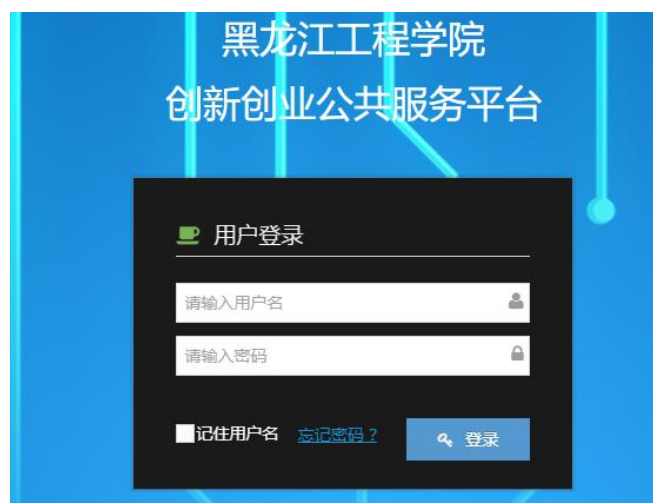 黑龙江工程学院
创新创业公共服务平台
用户登录
请输入用户名
请输入密码
记住用户名 忘记密码？ 登录